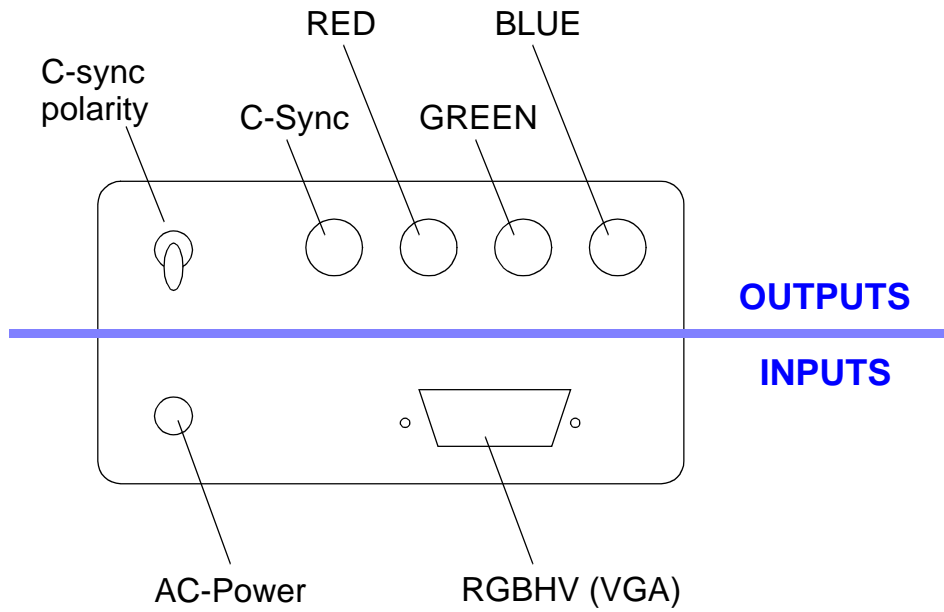 RED
BLUE
C-sync
polarity
C-Sync
GREEN
OUTPUTS
INPUTS
AC-Power
RGBHV (VGA)